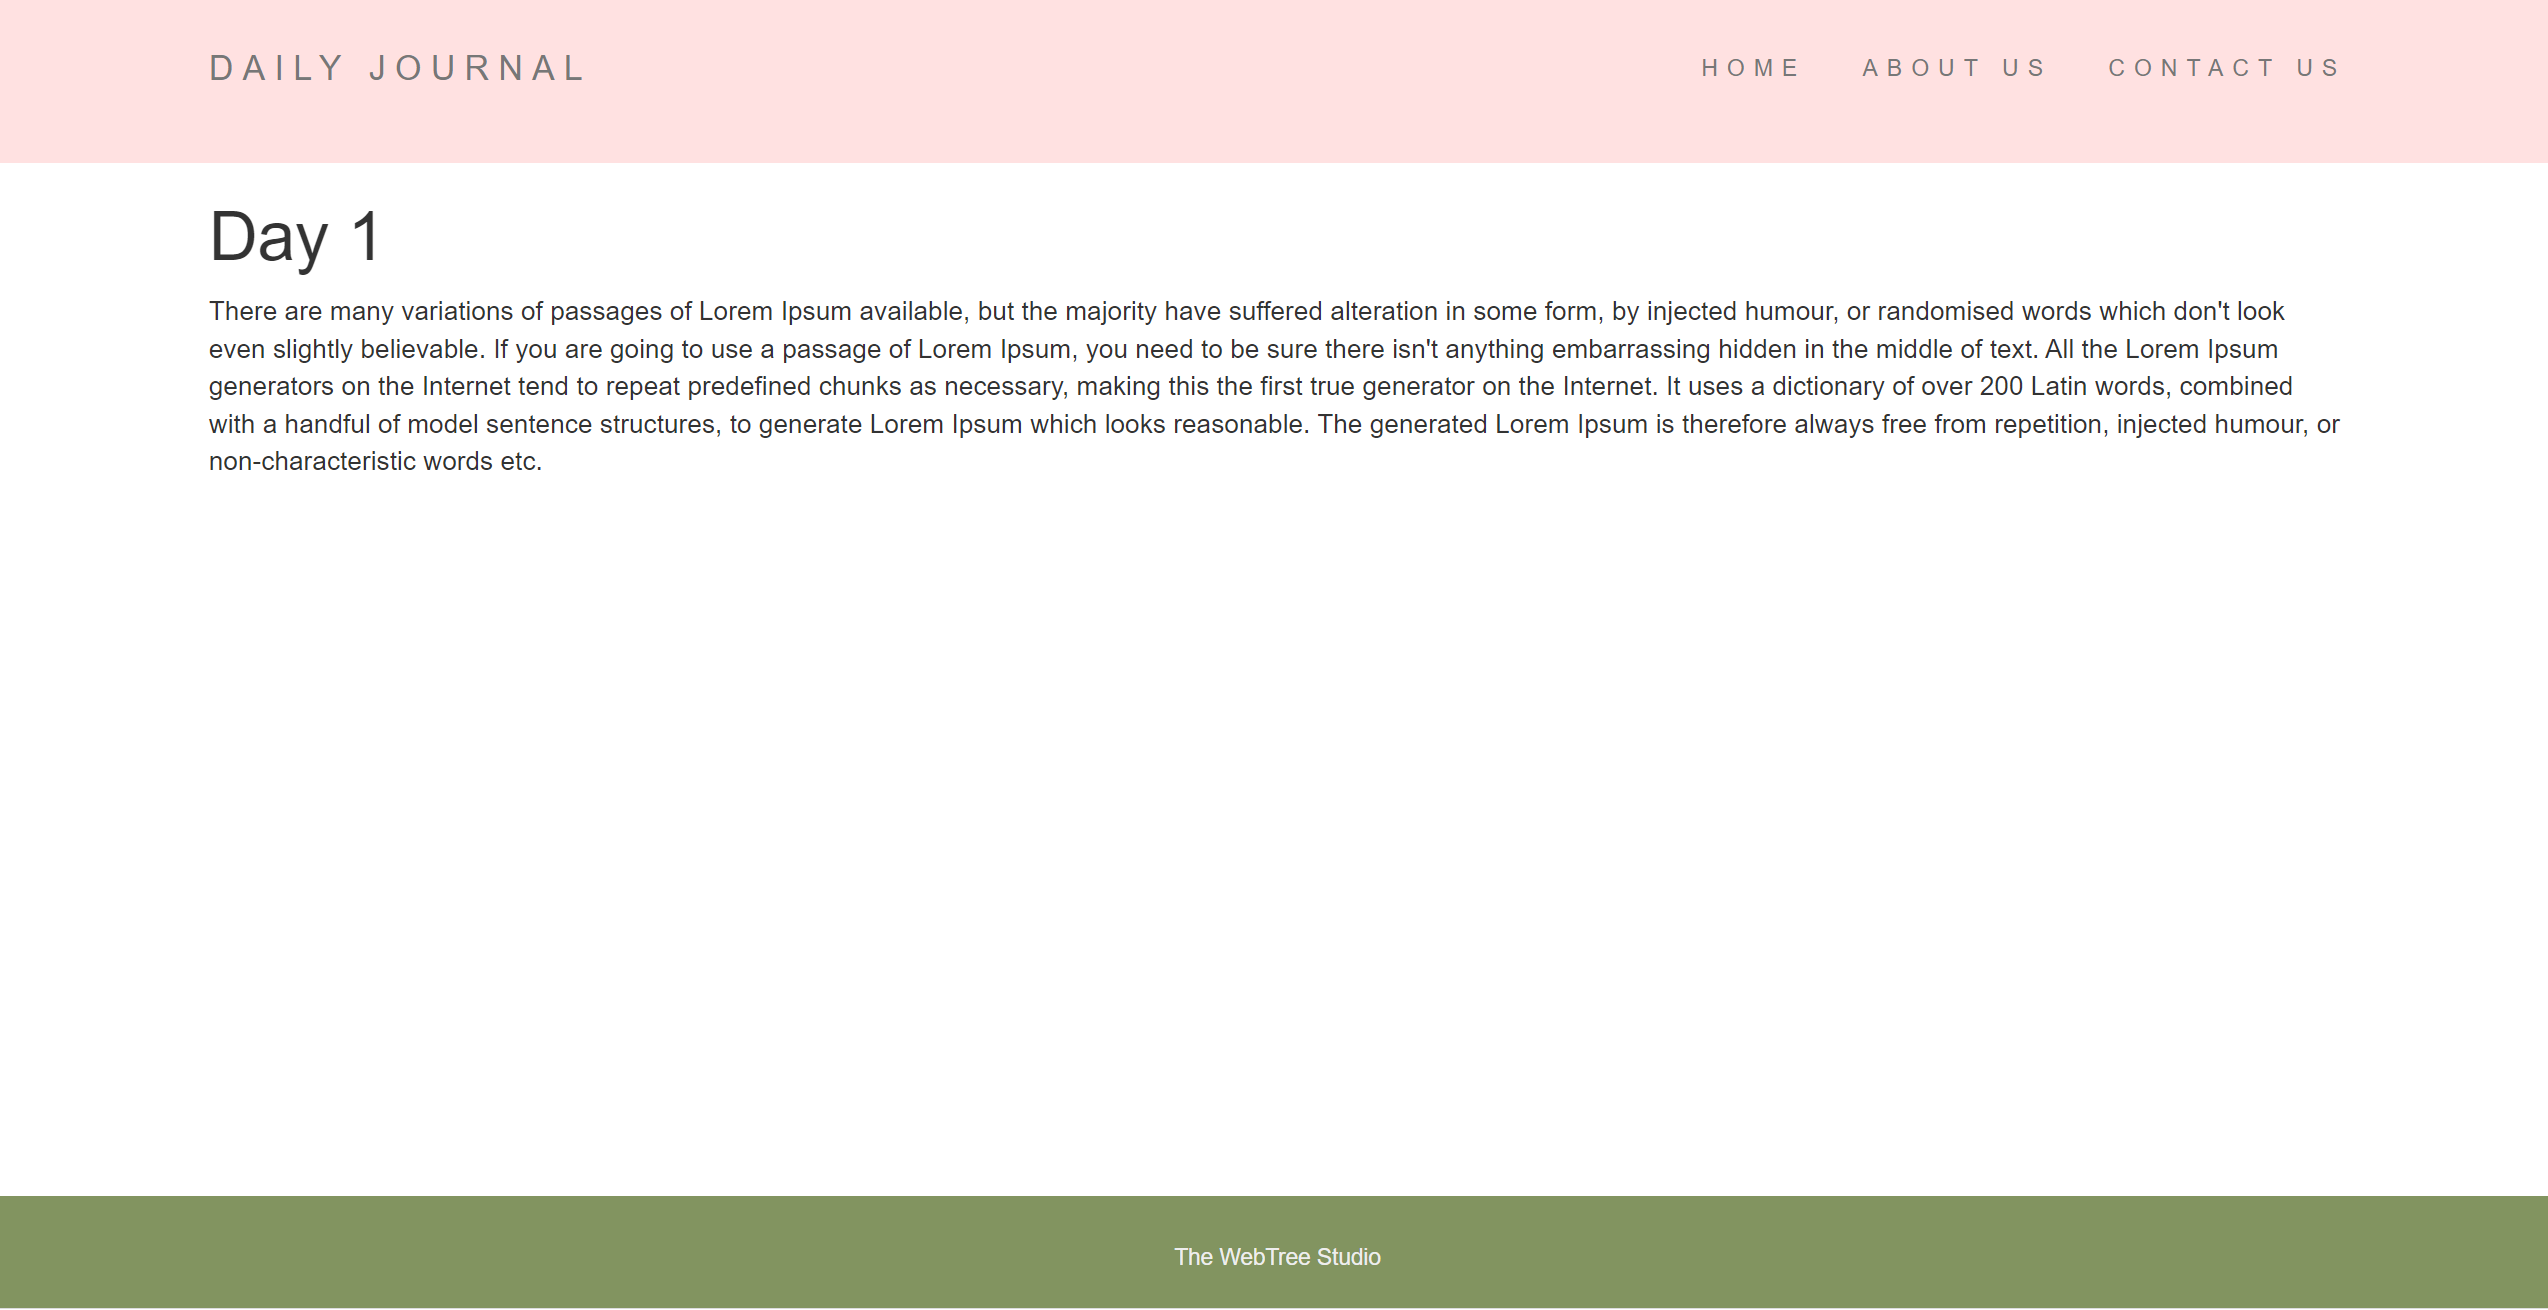 DAILY JOURNAL
HOME ABOUT US CONTACT US
Day 1
There are many variations of passages of Lorem Ipsum available, but the majority have suffered alteration in some form, by injected humour, or randomised words which don't look
even slightly believable. If you are going to use a passage of Lorem Ipsum, you need to be sure there isn't anything embarrassing hidden in the middle of text. All the Lorem Ipsum
generators on the Internet tend to repeat predefined chunks as necessary, making this the first true generator on the Internet. It uses a dictionary of over 200 Latin words, combined
with a handful of model sentence structures, to generate Lorem Ipsum which looks reasonable. The generated Lorem Ipsum is therefore always free from repetition, injected humour, or
non-characteristic words etc.
The WebTree Studio